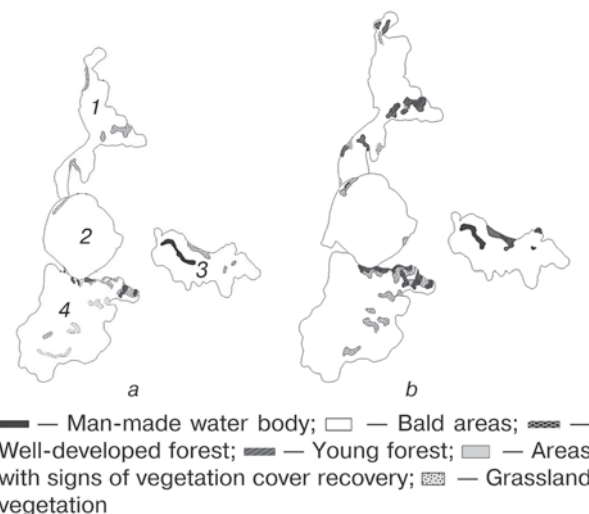 1
2
3
4
a
b
— Man-made water body; — Bald areas; —
Well-developed forest; — Young forest; — Areas
with signs of vegetation cover recovery; — Grassland
vegetation